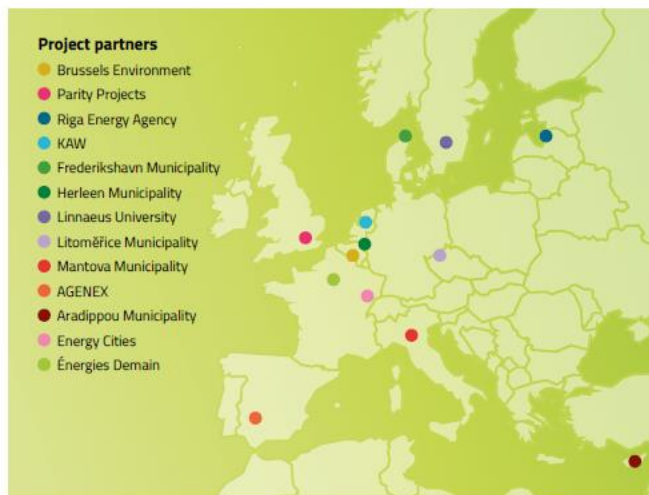 Project partners
Brussels Environment
Parity Projects
Riga Energy Agency
KAW
Frederikshavn Municipality
Herleen Municipality
Linnaeus University
Litoměřice Municipality
Mantova Municipality
AGENEX
Aradippou Municipality
Energy Cities
Énergies Demain